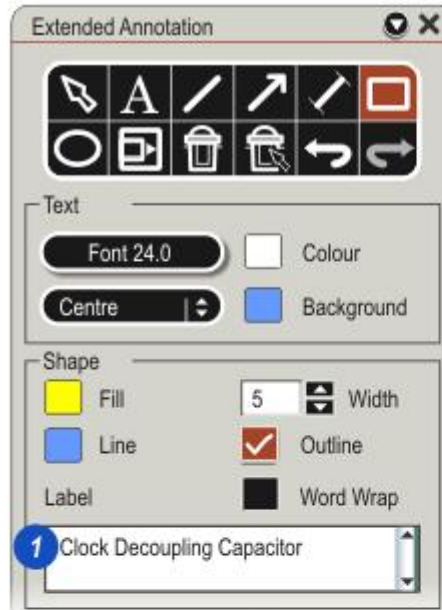 Extended Annotation
A
Text
Font 24.0
Colour
Centre
Background
Shape
Fill
5
Width
Line
Outline
Label
Word Wrap
1
Clock Decoupling Capacitor